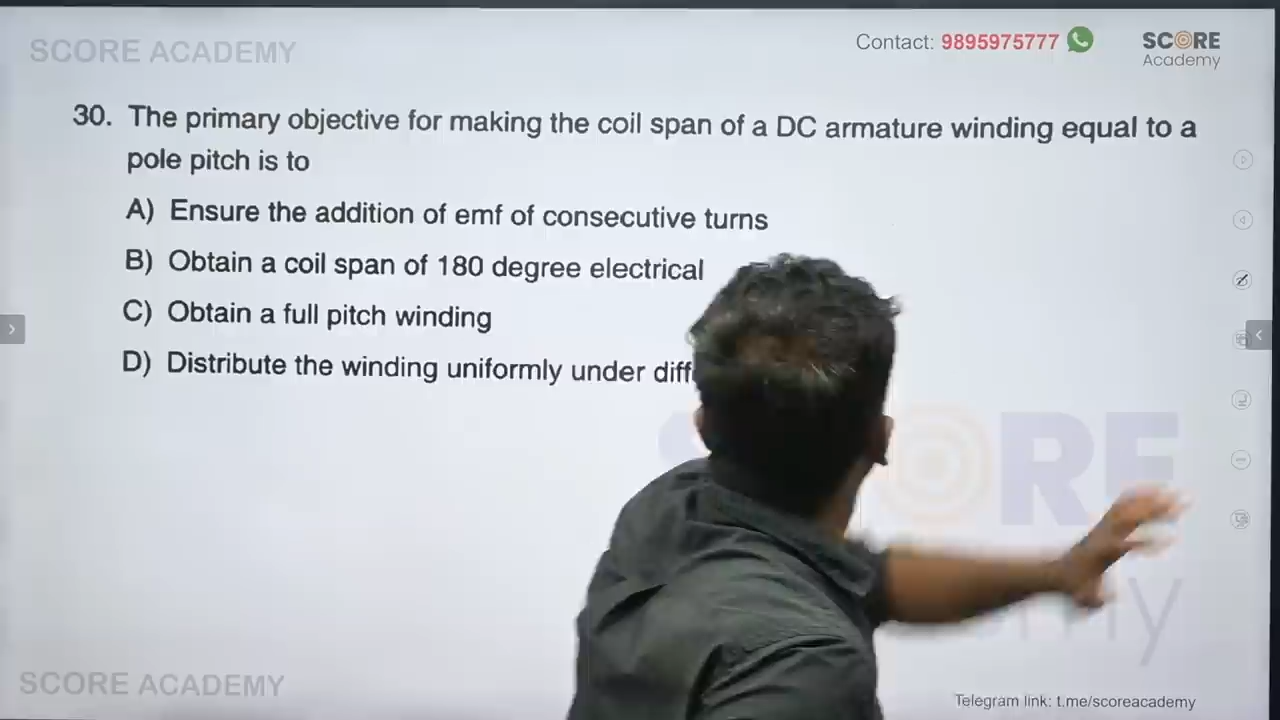 SCORE ACADEMY
Contact: 9895975777
SCORE
Academy
30. The primary objective for making the coil span of a DC armature winding equal to a
pole pitch is to
A) Ensure the addition of emf of consecutive turns
B) Obtain a coil span of 180 degree electrical
C) Obtain a full pitch winding
D) Distribute the winding uniformly under
SCORE ACADEMY
Telegram link: t.me/scoreacademy